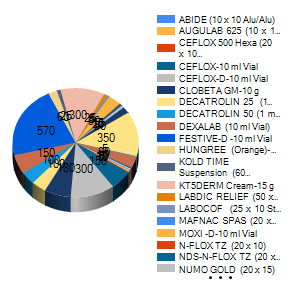 ABIDE (10 x 10 Alu/Alu)
AUGULAB 625 (10 x 1...
CEFLOX 500 Hexa (20
x 10...
CEFLOX-10 ml Vial
CEFLOX-D-10 ml Vial
CLOBETA GM-10 g
DECATROLIN 25 (1...
DECATROLIN 50 (1 m...
DEXALAB (10 ml Vial)
FESTIVE-D -10 ml Vial
HUNGREE (Orange)-...
KOLD TIME
Suspension (60...
KT5DERM Cream-15 g
LABDIC RELIEF (50 x...
LABOCOF (25 x 10 St...
MAFNAC SPAS (20 x...
MOXI -D-10 ml Vial
N-FLOX TZ (20 x 10)
NDS-N-FLOX TZ (20 x...
NUMO GOLD (20 x 15)
• • •
300
350
570
150
100
300